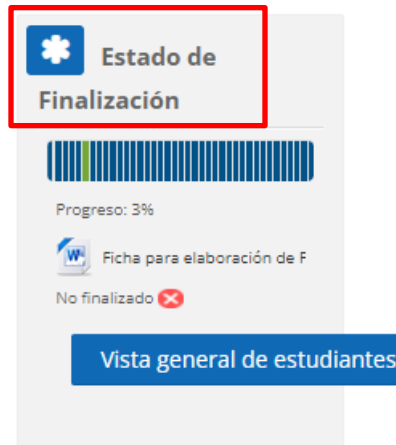 Estado de
Finalización
Progreso: 3%
Ficha para elaboración de F
No finalizado
Vista general de estudiantes